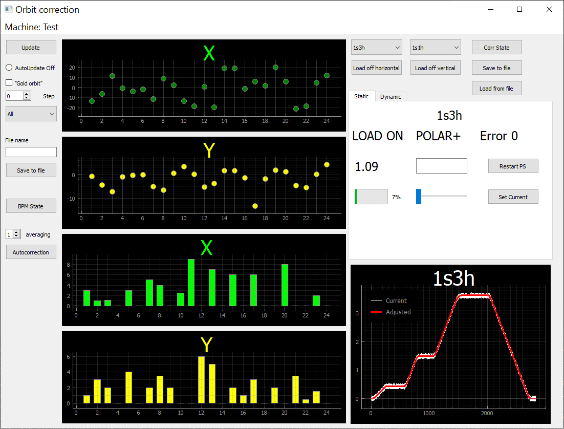 Orbit correction
Machine: Test
Update
AutoUpdate Off
"Gold orbit"
0 Step
All
File name
Save to file
BPM State
1 averaging
Autocorrection
X
20
10
0
-10
-20
0 2 4 6 8 10 12 14 16 18 20 22 24
Y
8
6
0 2 4 6 8 10 12 14 16 18 20 22 24
X
8
6
4
2
0
0 2 4 6 8 10 12 14 16 18 20 22 24
Y
6
4
2
0
0 2 4 6 8 10 12 14 16 18 20 22 24
1s3h
Corr State
Load off horizontal
Load off vertical
Save to file
Load from file
Static
Dynamic
1s3h
LOAD ON POLAR+ Error 0
1.09
Restart PS
7%
Set Current
1s3h
Current
Adjusted
3
2
1
0
0 1000 2000